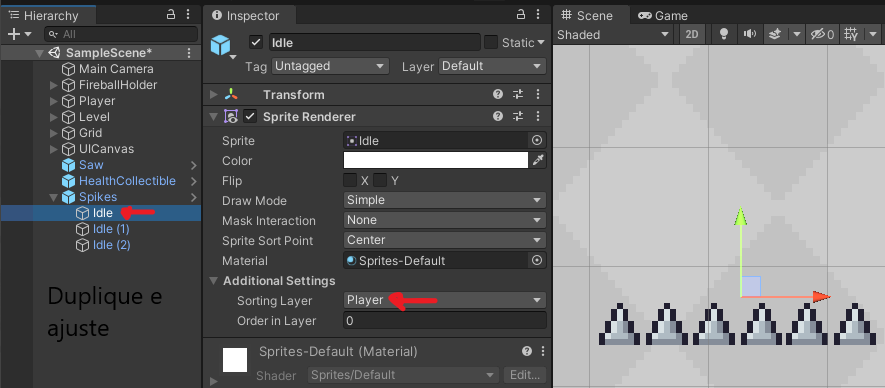 Hierarchy
All
SampleScene*
Main Camera
FireballHolder
Player
Level
Grid
UICanvas
Saw
HealthCollectible
Spikes
Idle
Idle (1)
Idle (2)
Duplique e
ajuste
Inspector
Idle
Static
Tag Untagged Layer Default
Transform
Sprite Renderer
Sprite Idle
Color
Flip X Y
Draw Mode Simple
Mask Interaction None
Sprite Sort Point Center
Material Sprites-Default
Additional Settings
Sorting Layer Player
Order in Layer 0
Sprites-Default (Material)
Shader Sprites/Default Edit...
Scene Game
Shaded 2D 0